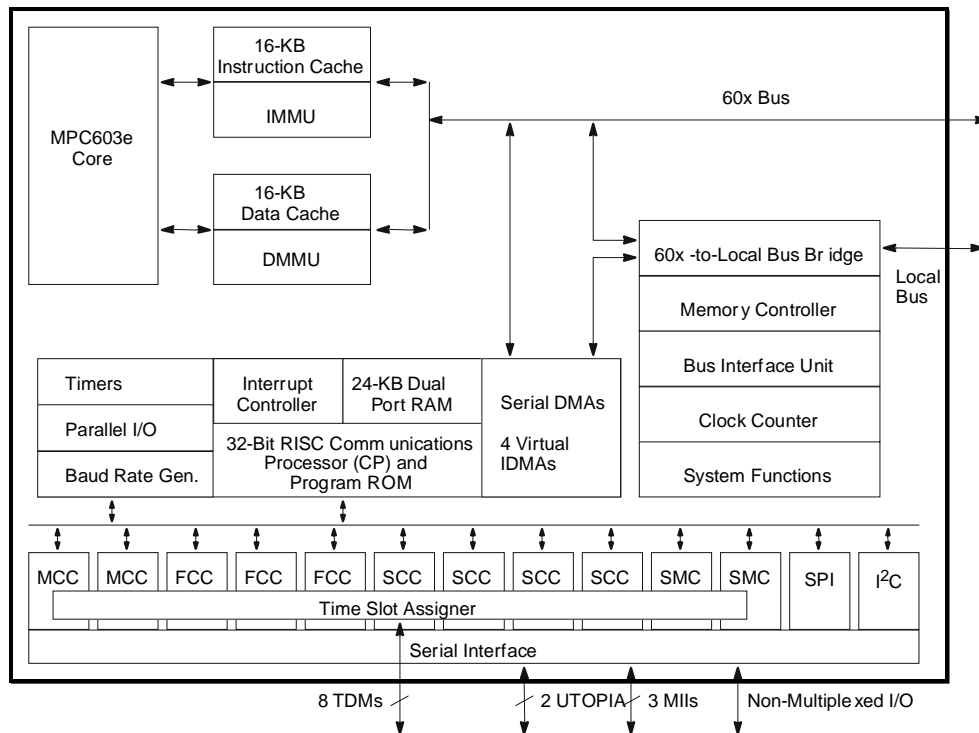 16-KB
Instruction Cache
IMMU
60x Bus
MPC603e
Core
16-KB
Data Cache
DMMU
60x -to-Local Bus Br idge
Local
Bus
Memory Controller
Bus Interface Unit
Clock Counter
System Functions
Timers
Parallel I/O
Baud Rate Gen.
Interrupt
Controller
24-KB Dual
Port RAM
32-Bit RISC Comm unications
Processor (CP) and
Program ROM
Serial DMAs
4 Virtual
IDMAs
MCC MCC FCC FCC FCC SCC SCC SCC SCC SMC SMC SPI I²C
Time Slot Assigner
Serial Interface
8 TDMs 2 UTOPIA 3 MIIs Non-Multiple xed I/O